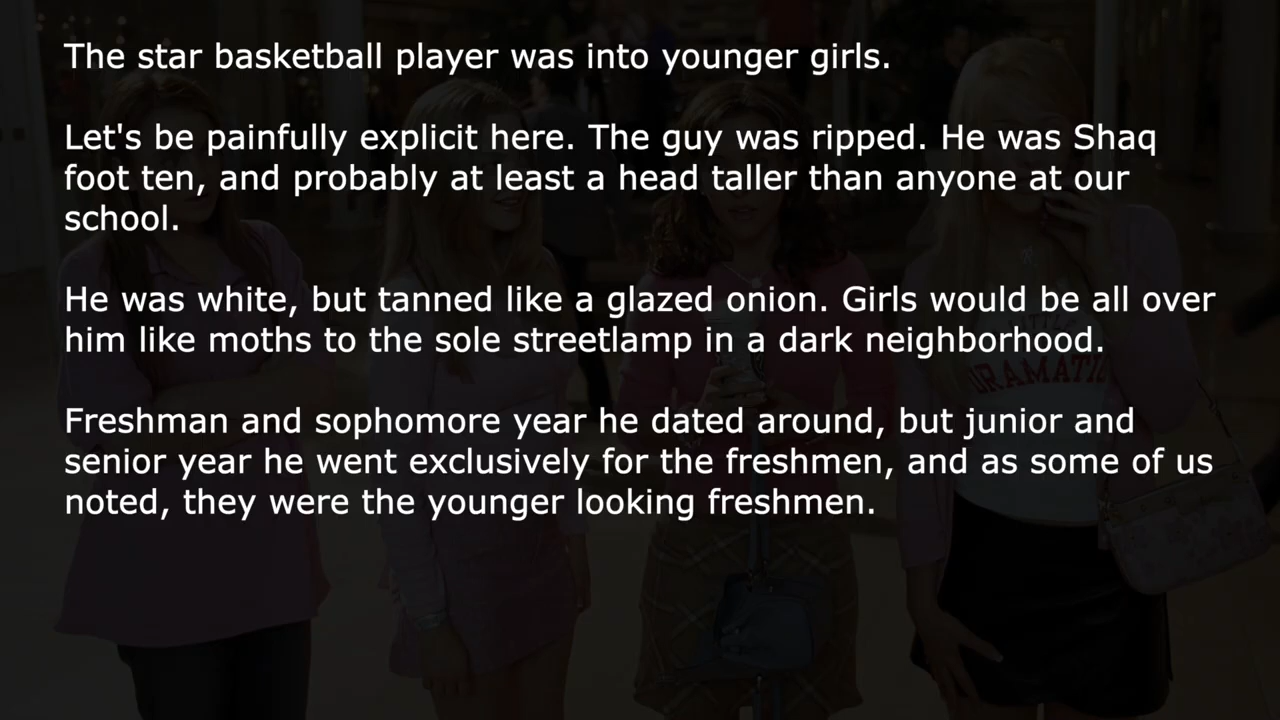 The star basketball player was into younger girls.
Let's be painfully explicit here. The guy was ripped. He was Shaq
foot ten, and probably at least a head taller than anyone at our
school.
He was white, but tanned like a glazed onion. Girls would be all over
him like moths to the sole streetlamp in a dark neighborhood.
Freshman and sophomore year he dated around, but junior and
senior year he went exclusively for the freshmen, and as some of us
noted, they were the younger looking freshmen.
DRAMATIC